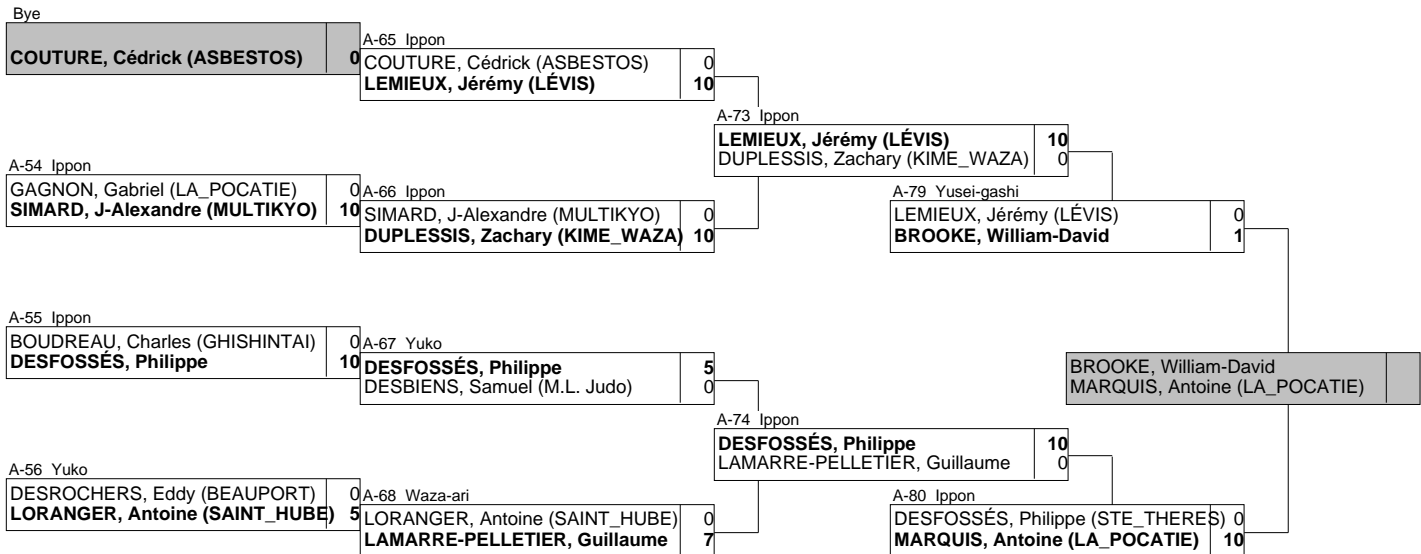 Bye
COUTURE, Cédrick (ASBESTOS) 0
A-54 Ippon
GAGNON, Gabriel (LA_POCATIE) 0
SIMARD, J-Alexandre (MULTIKYO) 10
A-55 Ippon
BOUDREAU, Charles (GHISHINTAI) 0
DESFOSSÉS, Philippe 10
A-56 Yuko
DESROCHERS, Eddy (BEAUPORT) 0
LORANGER, Antoine (SAINT_HUBE) 5
A-65 Ippon
COUTURE, Cédrick (ASBESTOS) 0
LEMIEUX, Jérémy (LÉVIS) 10
A-66 Ippon
SIMARD, J-Alexandre (MULTIKYO) 0
DUPLESSIS, Zachary (KIME_WAZA) 10
A-67 Yuko
DESFOSSÉS, Philippe 5
DESBIENS, Samuel (M.L. Judo) 0
A-68 Waza-ari
LORANGER, Antoine (SAINT_HUBE) 0
LAMARRE-PELLETIER, Guillaume 7
A-73 Ippon
LEMIEUX, Jérémy (LÉVIS) 10
DUPLESSIS, Zachary (KIME_WAZA) 0
A-74 Ippon
DESFOSSÉS, Philippe 10
LAMARRE-PELLETIER, Guillaume 0
A-79 Yusei-gashi
LEMIEUX, Jérémy (LÉVIS) 0
BROOKE, William-David 1
A-80 Ippon
DESFOSSÉS, Philippe (STE_THERES) 0
MARQUIS, Antoine (LA_POCATIE) 10
BROOKE, William-David
MARQUIS, Antoine (LA_POCATIE)